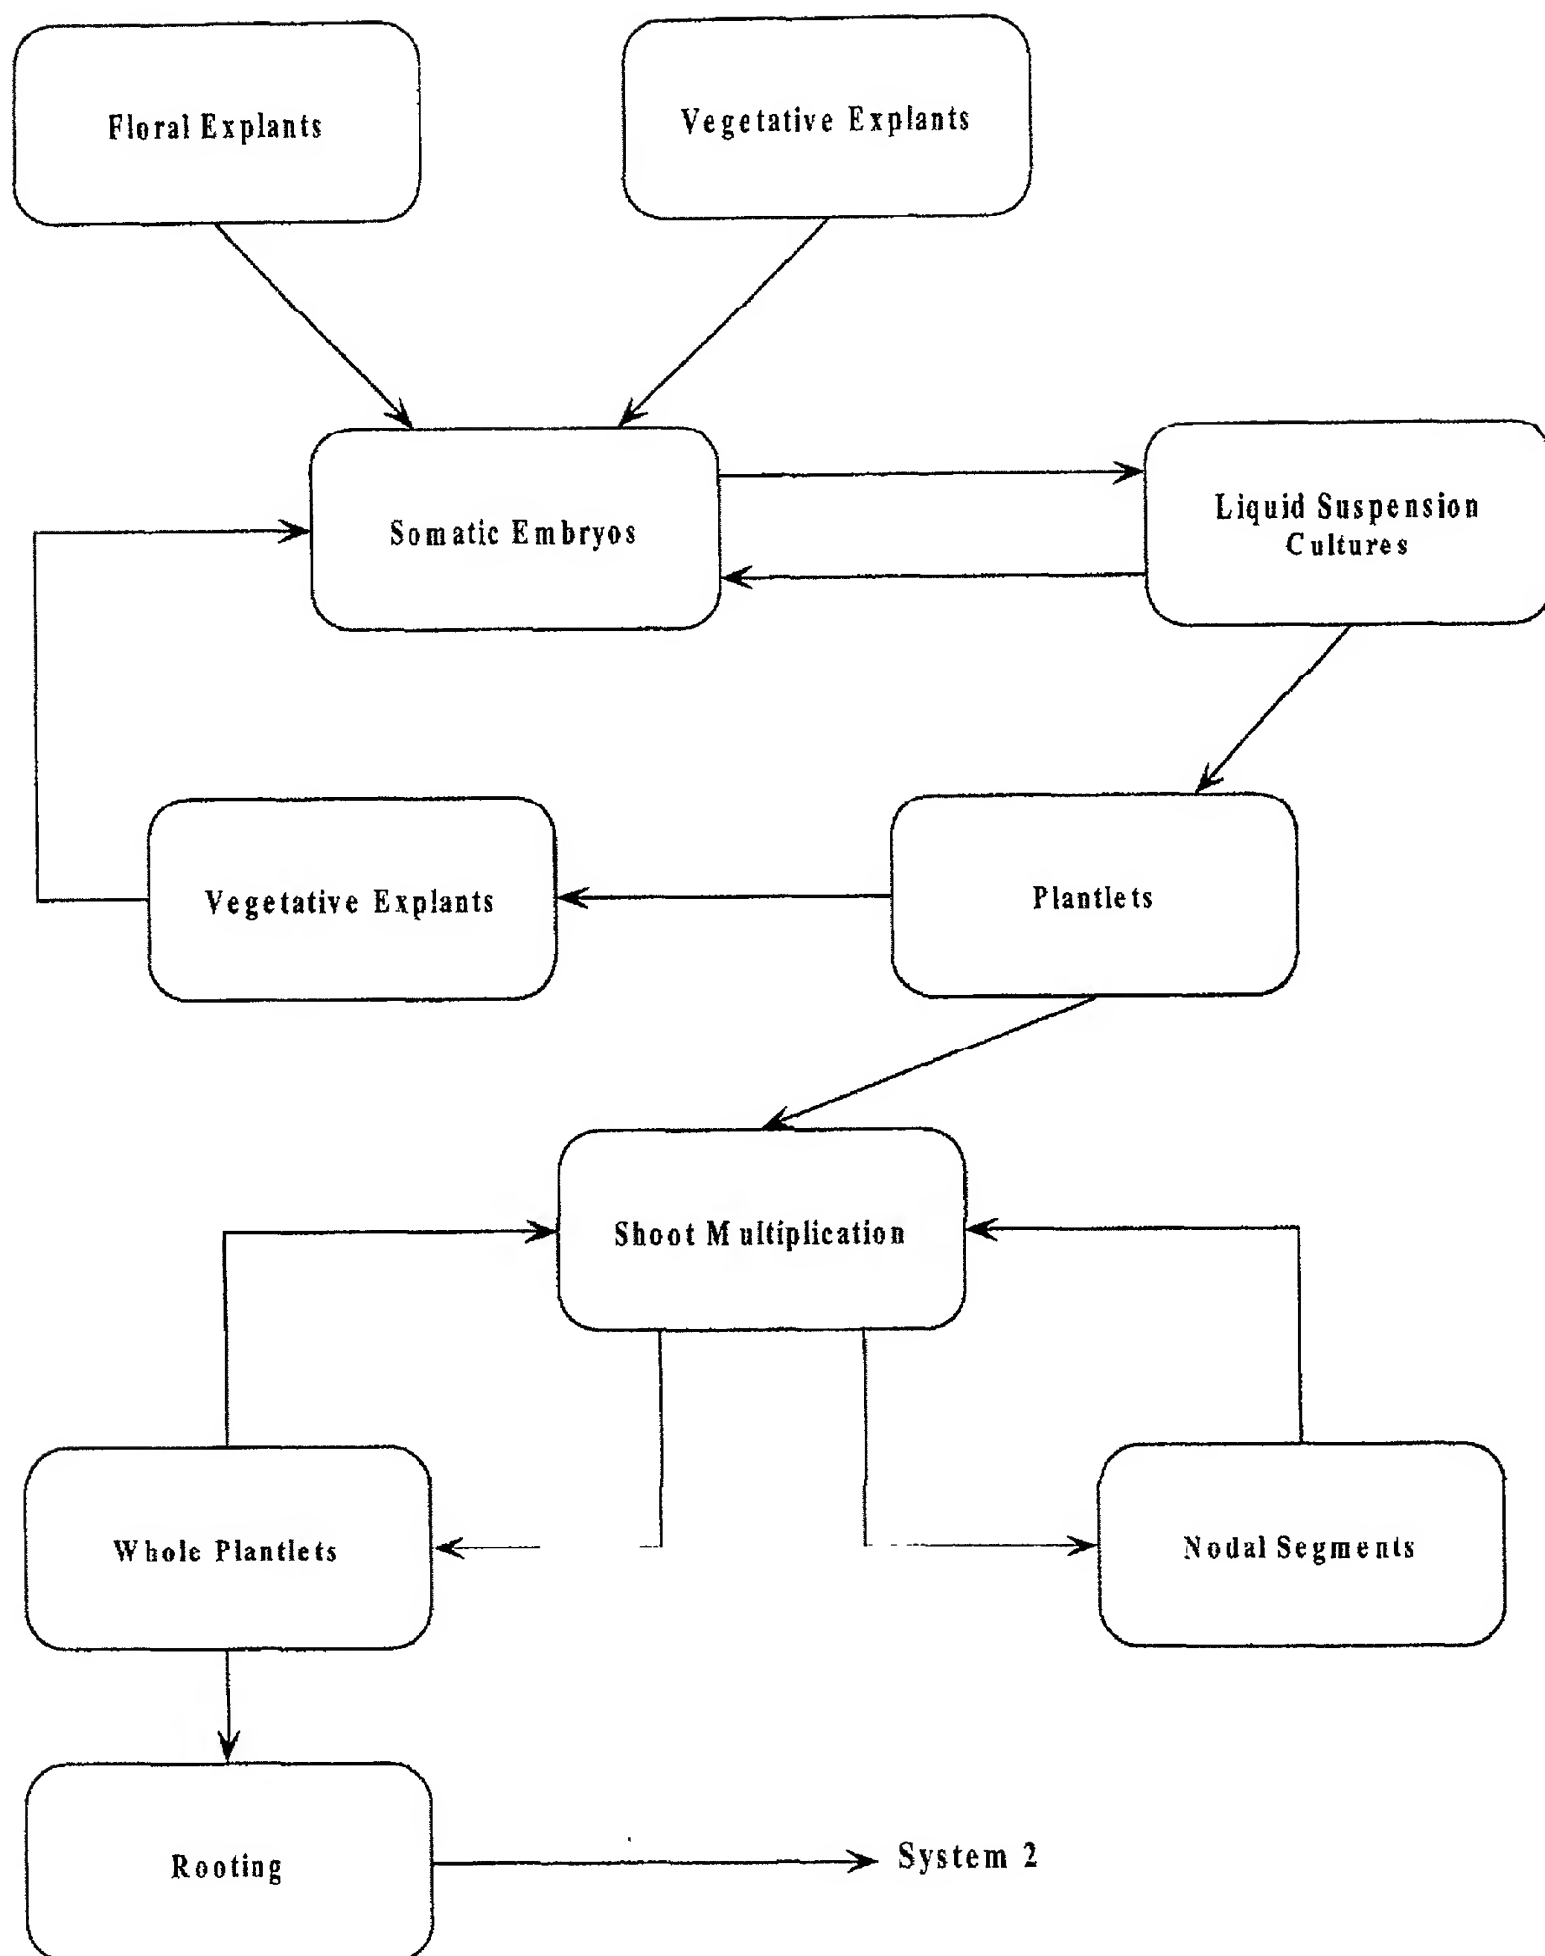 Floral Explants
Vegetative Explants
Somatic Embryos
Liquid Suspension
Cultures
Vegetative Explants
Plantlets
Shoot Multiplication
Whole Plantlets
Nodal Segments
Rooting
System 2